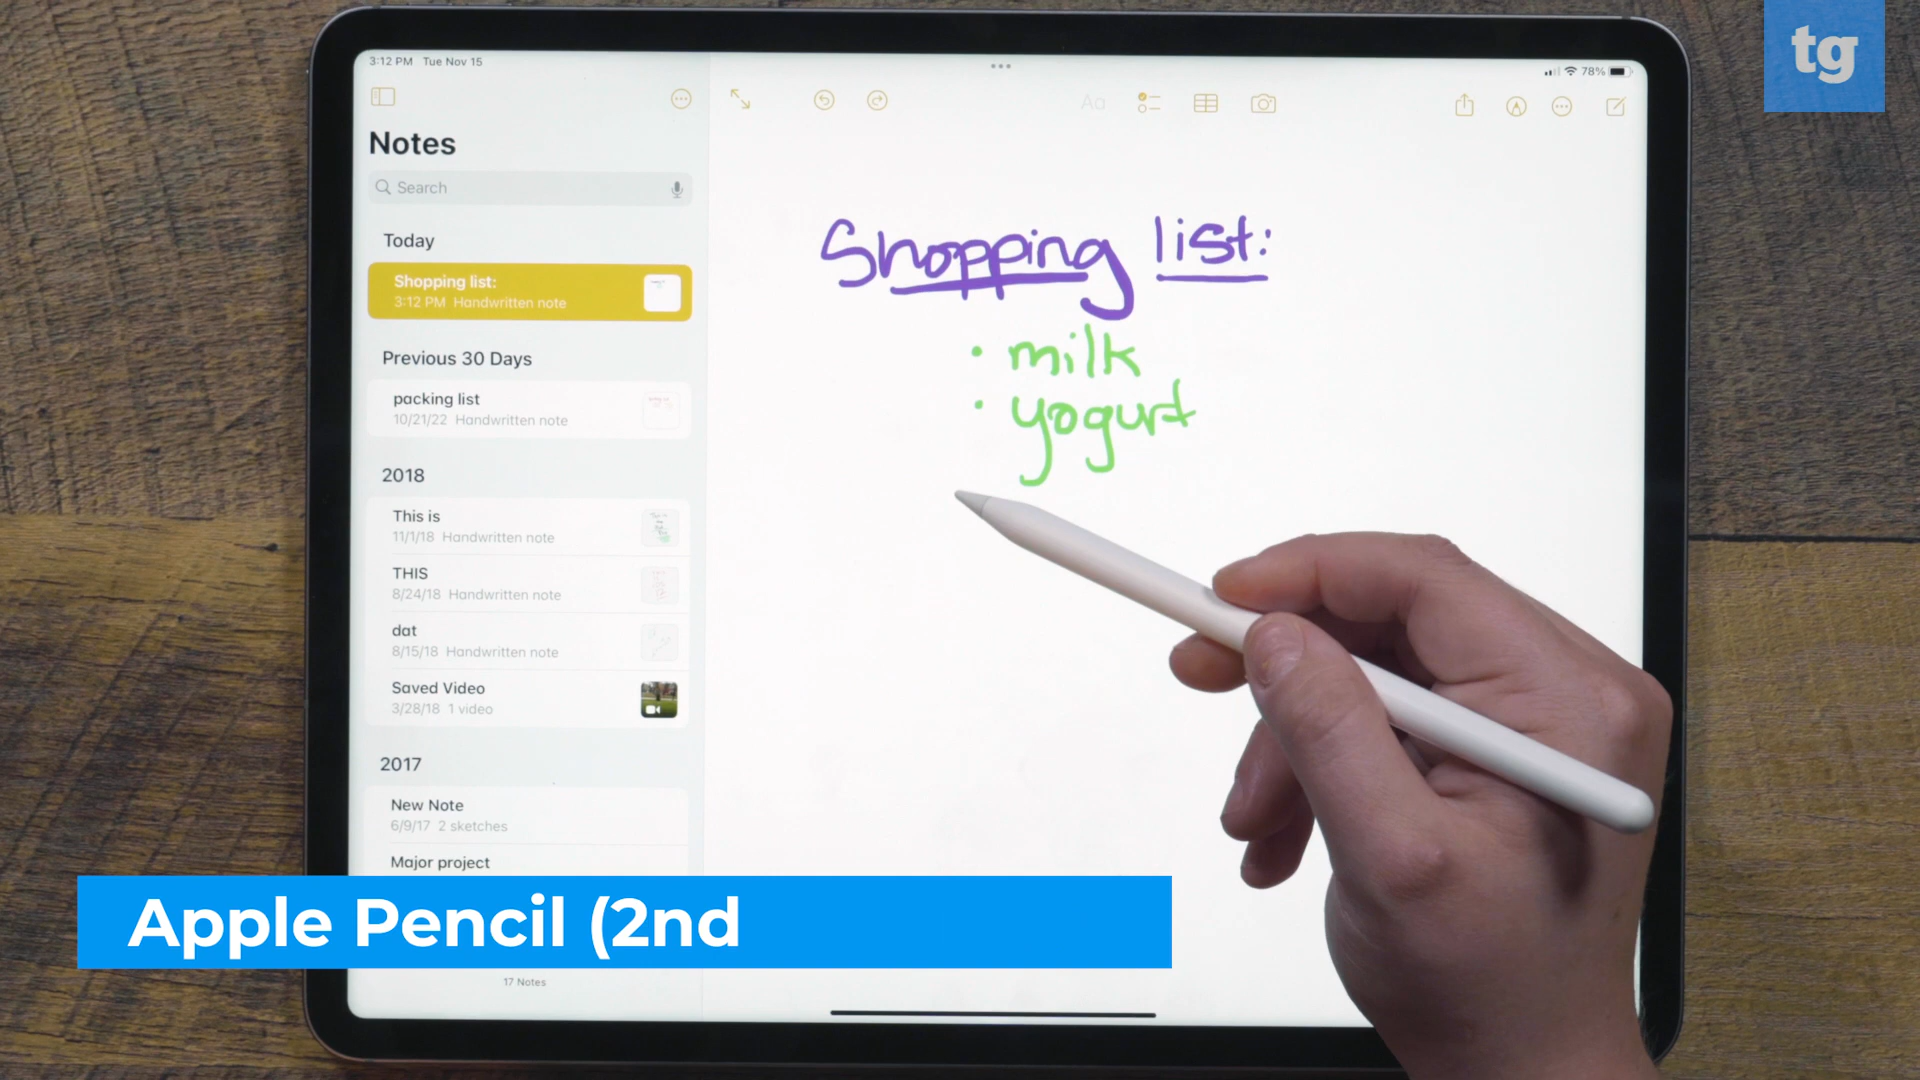 tg
3:12 PM Tue Nov 15
78%
Aa
Notes
Search
Today
Shopping list:
3:12 PM Handwritten note
Previous 30 Days
packing list
10/21/22 Handwritten note
2018
This is
11/1/18 Handwritten note
THIS
8/24/18 Handwritten note
dat
8/15/18 Handwritten note
Saved Video
3/28/18 1 video
2017
New Note
6/9/17 2 sketches
Major project
17 Notes
Shopping list:
• milk
• yogurt
Apple Pencil (2nd